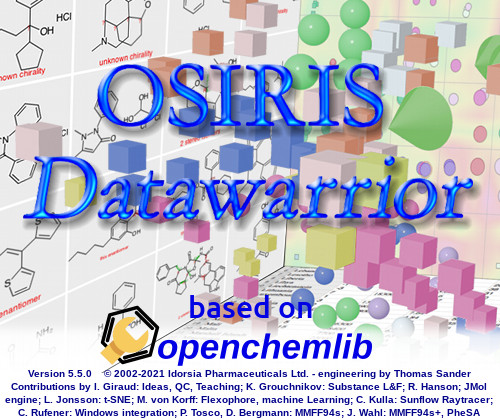 OH
HO
unknown chirality
unknown chirality
H₂N
OSIRIS
Datawarrior
based on
openchemlib
Version 5.5.0 © 2002-2021 Idorsia Pharmaceuticals Ltd. - engineering by Thomas Sander
Contributions by I. Giraud: Ideas, QC, Teaching; K. Grouchnikov: Substance L&F; R. Hanson; JMol
engine; L. Jonsson: t-SNE; M. von Korff: Flexophore, machine Learning; C. Kulla: Sunflow Raytracer;
C. Rufener: Windows integration; P. Tosco, D. Bergmann: MMFF94s; J. Wahl: MMFF94s+, PheSA